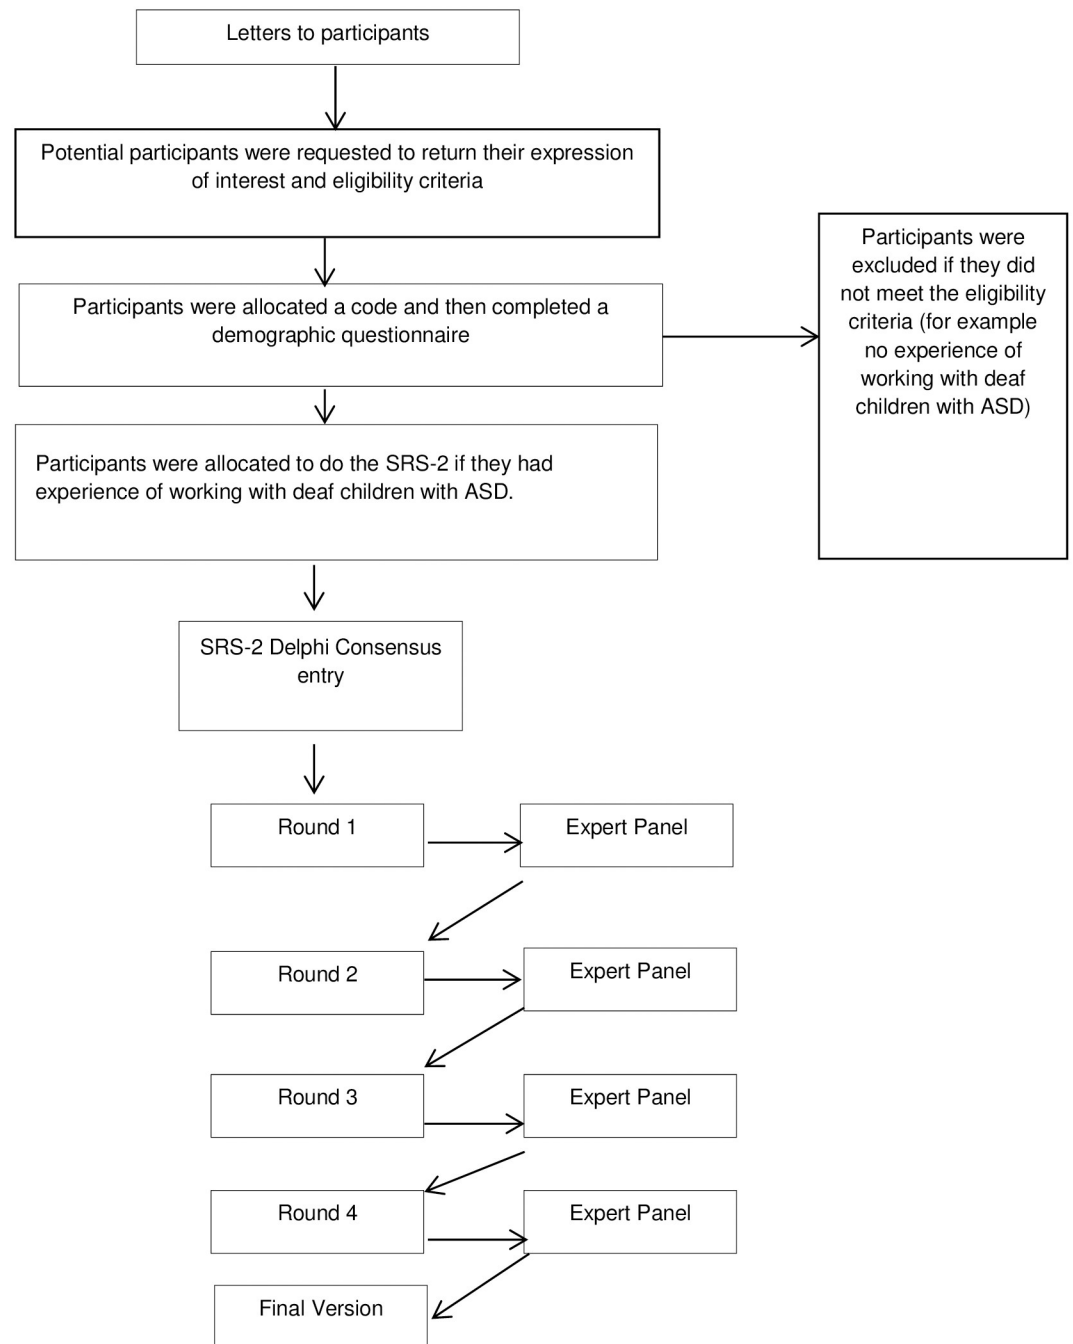 Letters to participants
Potential participants were requested to return their expression
of interest and eligibility criteria
Participants were allocated a code and then completed a
demographic questionnaire
Participants were
excluded if they did
not meet the eligibility
criteria (for example
no experience of
working with deaf
children with ASD)
Participants were allocated to do the SRS-2 if they had
experience of working with deaf children with ASD.
SRS-2 Delphi Consensus
entry
Round 1
Expert Panel
Round 2
Expert Panel
Round 3
Expert Panel
Round 4
Expert Panel
Final Version